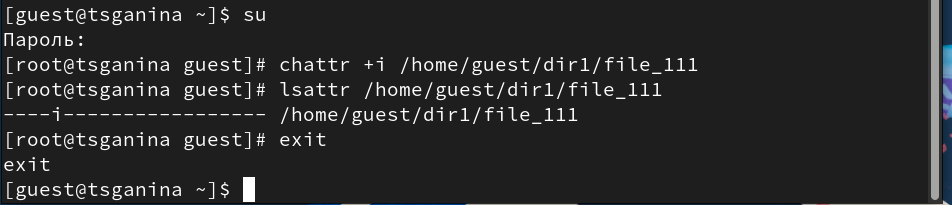 [guest@tsganina ~]$ su
Пароль:
[root@tsganina guest]# chattr +i /home/guest/dir1/file_111
[root@tsganina guest]# lsattr /home/guest/dir1/file_111
----i----------------- /home/guest/dir1/file_111
[root@tsganina guest]# exit
exit
[guest@tsganina ~]$